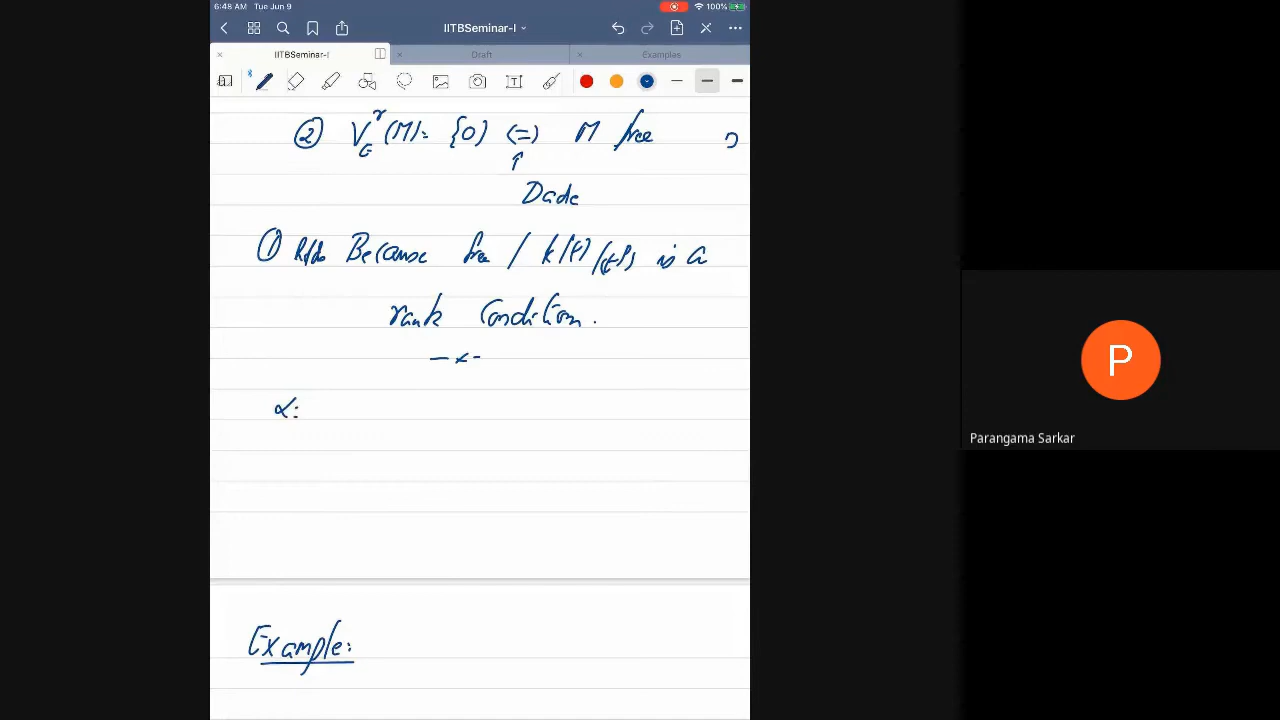 6:48 AM Tue Jun 9
100%
IITBSeminar-I
IITBSeminar-I
Draft
Examples
② V_E^r(M) = {0} (=) M free
↑
Dade
① Because free / k[t]/(t^p) is a
rank Condition.
—x—
α:
Example:
Parangama Sarkar
P